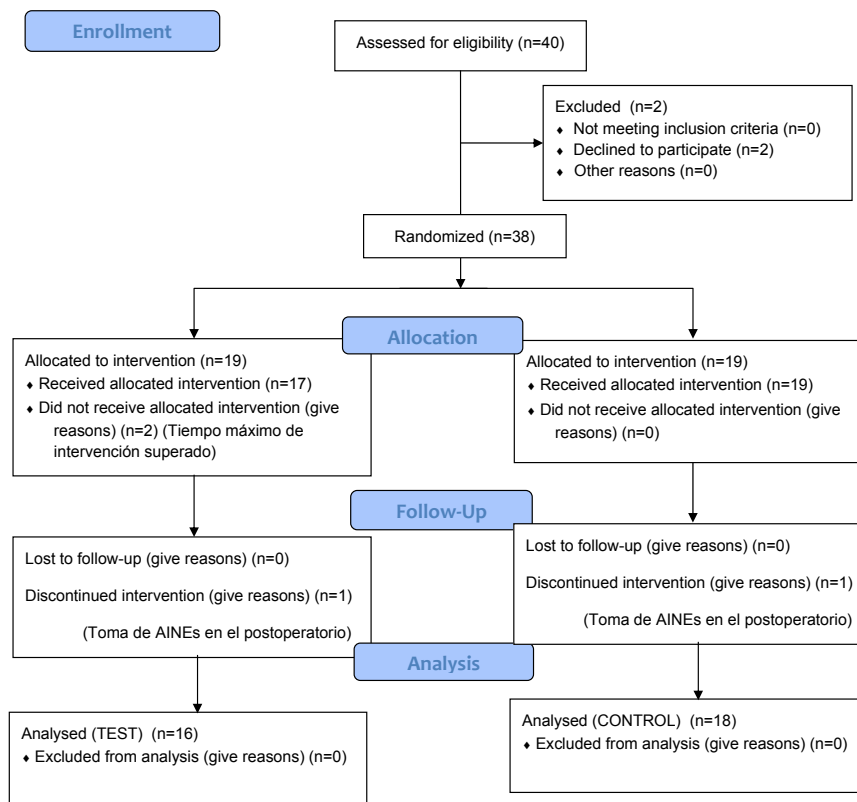 Enrollment
Assessed for eligibility (n=40)
Excluded (n=2)
♦ Not meeting inclusion criteria (n=0)
♦ Declined to participate (n=2)
♦ Other reasons (n=0)
Randomized (n=38)
Allocation
Allocated to intervention (n=19)
♦ Received allocated intervention (n=17)
♦ Did not receive allocated intervention (give
reasons) (n=2) (Tiempo máximo de
intervención superado)
Allocated to intervention (n=19)
♦ Received allocated intervention (n=19)
♦ Did not receive allocated intervention (give
reasons) (n=0)
Follow-Up
Lost to follow-up (give reasons) (n=0)
Discontinued intervention (give reasons) (n=1)
(Toma de AINEs en el postoperatorio)
Lost to follow-up (give reasons) (n=0)
Discontinued intervention (give reasons) (n=1)
(Toma de AINEs en el postoperatorio)
Analysis
Analysed (TEST) (n=16)
♦ Excluded from analysis (give reasons) (n=0)
Analysed (CONTROL) (n=18)
♦ Excluded from analysis (give reasons) (n=0)